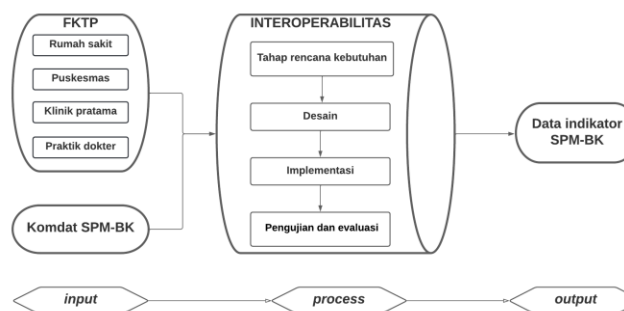 FKTP
Rumah sakit
Puskesmas
Klinik pratama
Praktik dokter
Komdat SPM-BK
INTEROPERABILITAS
Tahap rencana kebutuhan
Desain
Implementasi
Pengujian dan evaluasi
Data indikator
SPM-BK
input
process
output